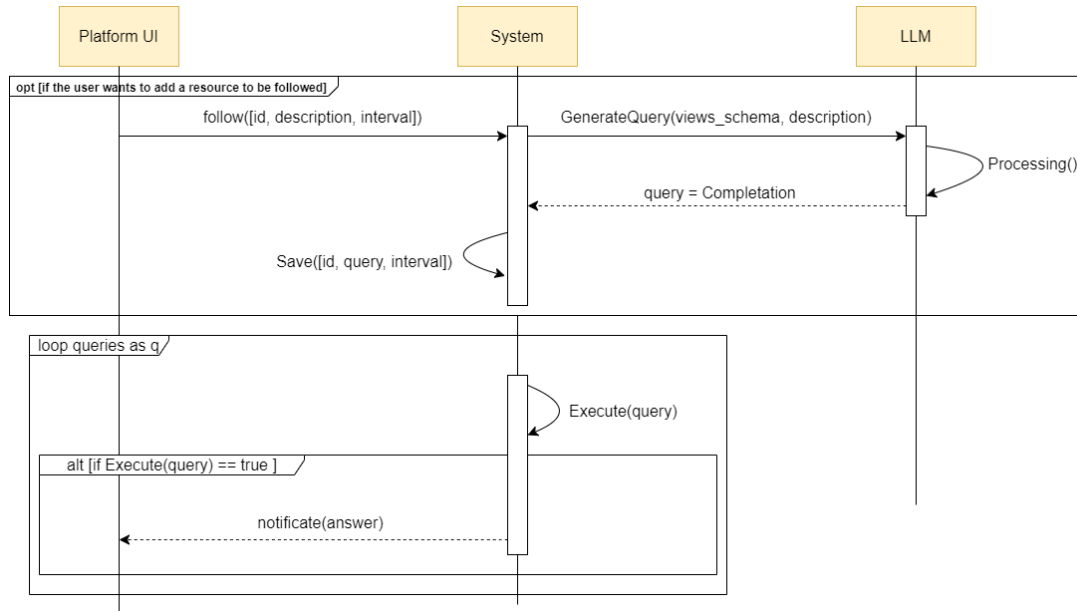 Platform UI
System
LLM
opt [if the user wants to add a resource to be followed]
follow([id, description, interval])
GenerateQuery(views_schema, description)
Processing()
query = Completation
Save([id, query, interval])
loop queries as q
Execute(query)
alt [if Execute(query) == true ]
notificate(answer)